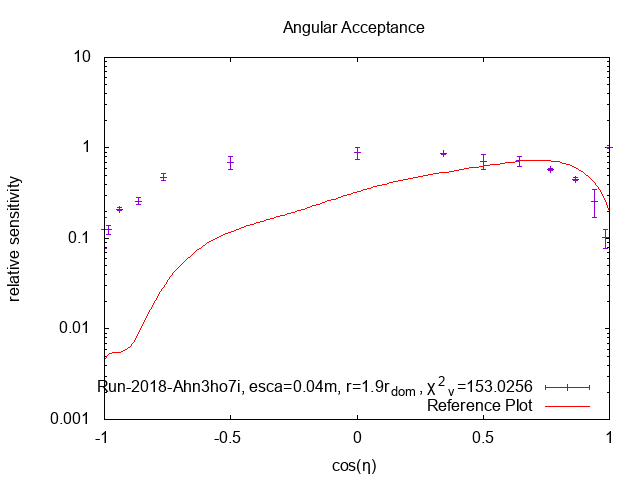 Angular Acceptance
10
1
0.1
0.01
0.001
relative sensitivity
Run-2018-Ahn3ho7i, esca=0.04m, r=1.9r_dom, χ²_ν=153.0256
Reference Plot
-1 -0.5 0 0.5 1
cos(η)